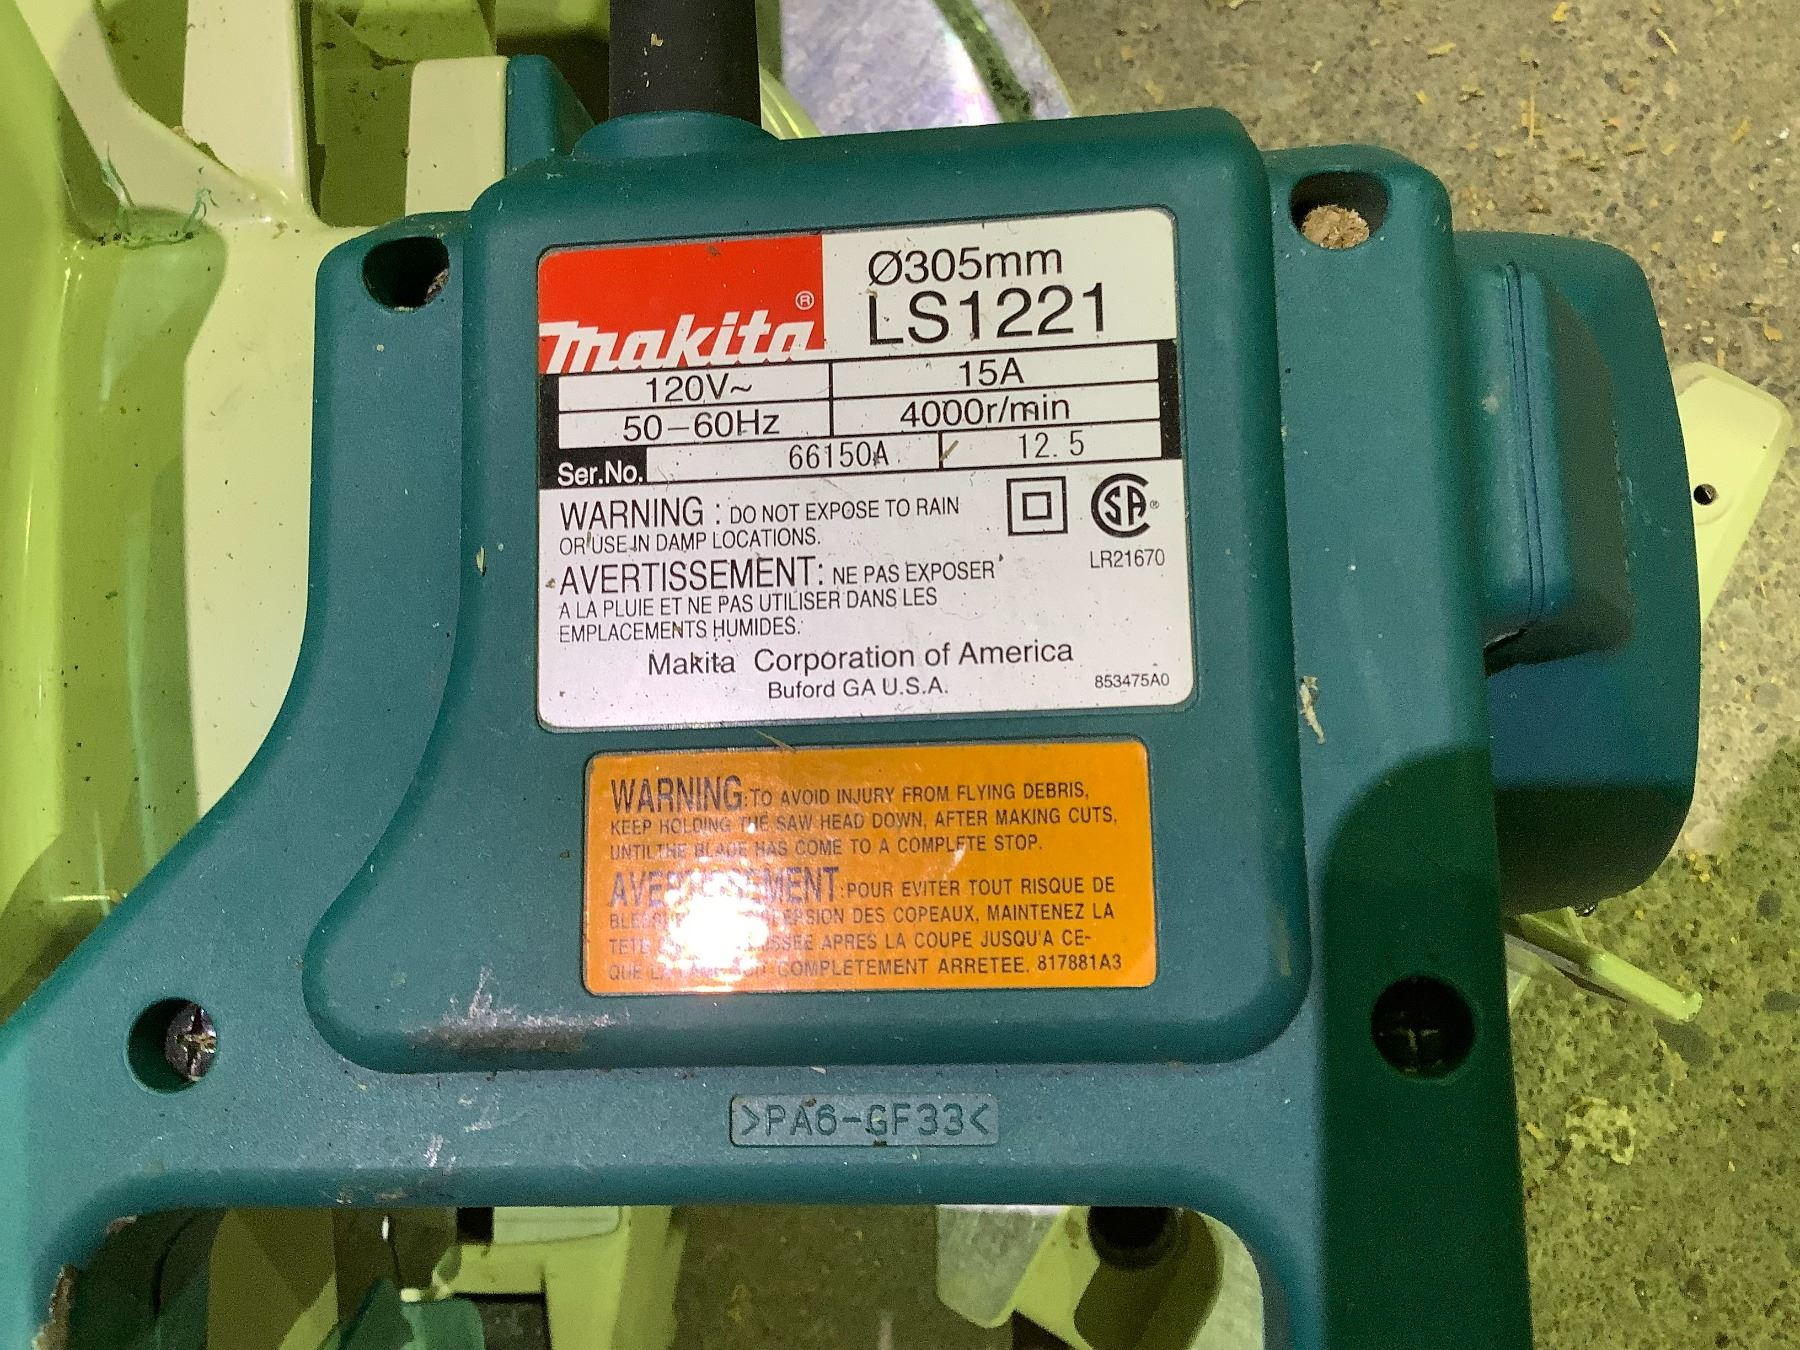 Ø305mm
makita®
LS1221
120V~ 15A
50-60Hz 4000r/min
Ser.No. 66150A 12.5
WARNING : DO NOT EXPOSE TO RAIN
OR USE IN DAMP LOCATIONS.
AVERTISSEMENT: NE PAS EXPOSER
A LA PLUIE ET NE PAS UTILISER DANS LES
EMPLACEMENTS HUMIDES.
SA®
LR21670
Makita Corporation of America
Buford GA U.S.A. 853475A0
WARNING:TO AVOID INJURY FROM FLYING DEBRIS,
KEEP HOLDING THE SAW HEAD DOWN, AFTER MAKING CUTS,
UNTIL THE BLADE HAS COME TO A COMPLETE STOP.
AVERTISSEMENT:POUR EVITER TOUT RISQUE DE
DES COPEAUX, MAINTENEZ LA
TETE APRES LA COUPE JUSQU'A CE-
QUE COMPLETEMENT ARRETEE. 817881A3
>PA6-GF33<